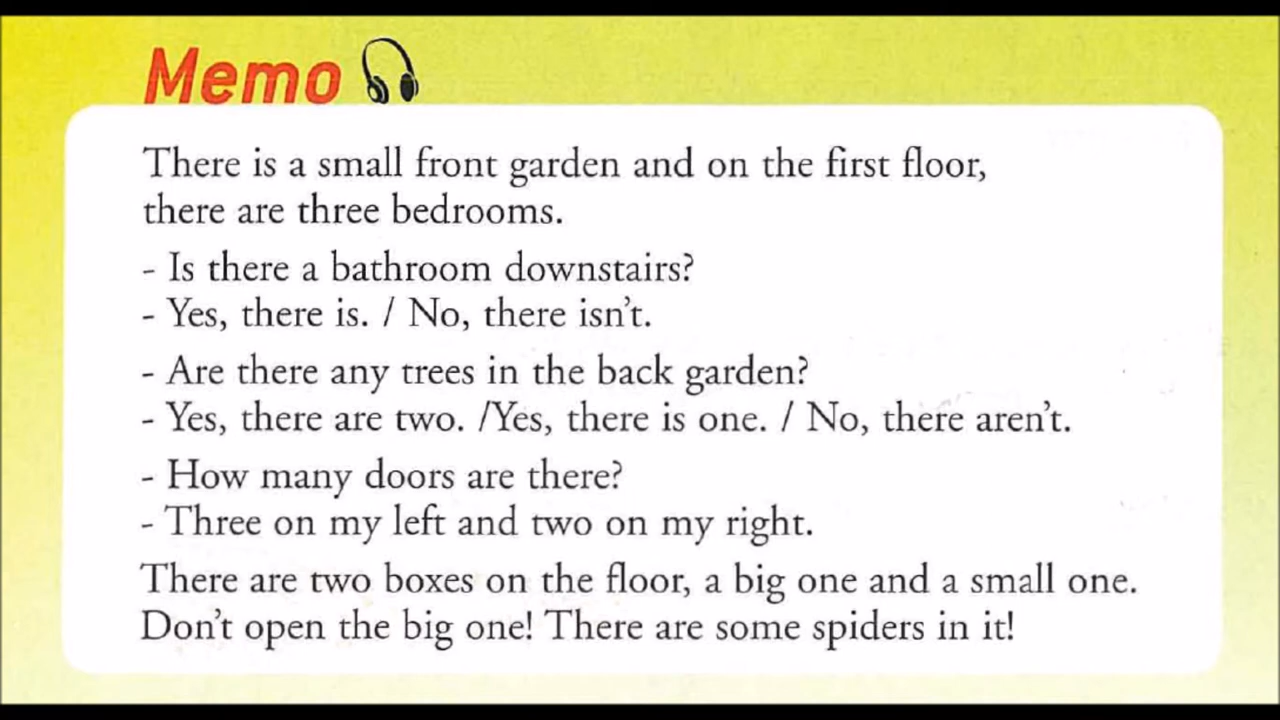 Memo
There is a small front garden and on the first floor,
there are three bedrooms.
- Is there a bathroom downstairs?
- Yes, there is. / No, there isn't.
- Are there any trees in the back garden?
- Yes, there are two. /Yes, there is one. / No, there aren't.
- How many doors are there?
- Three on my left and two on my right.
There are two boxes on the floor, a big one and a small one.
Don't open the big one! There are some spiders in it!